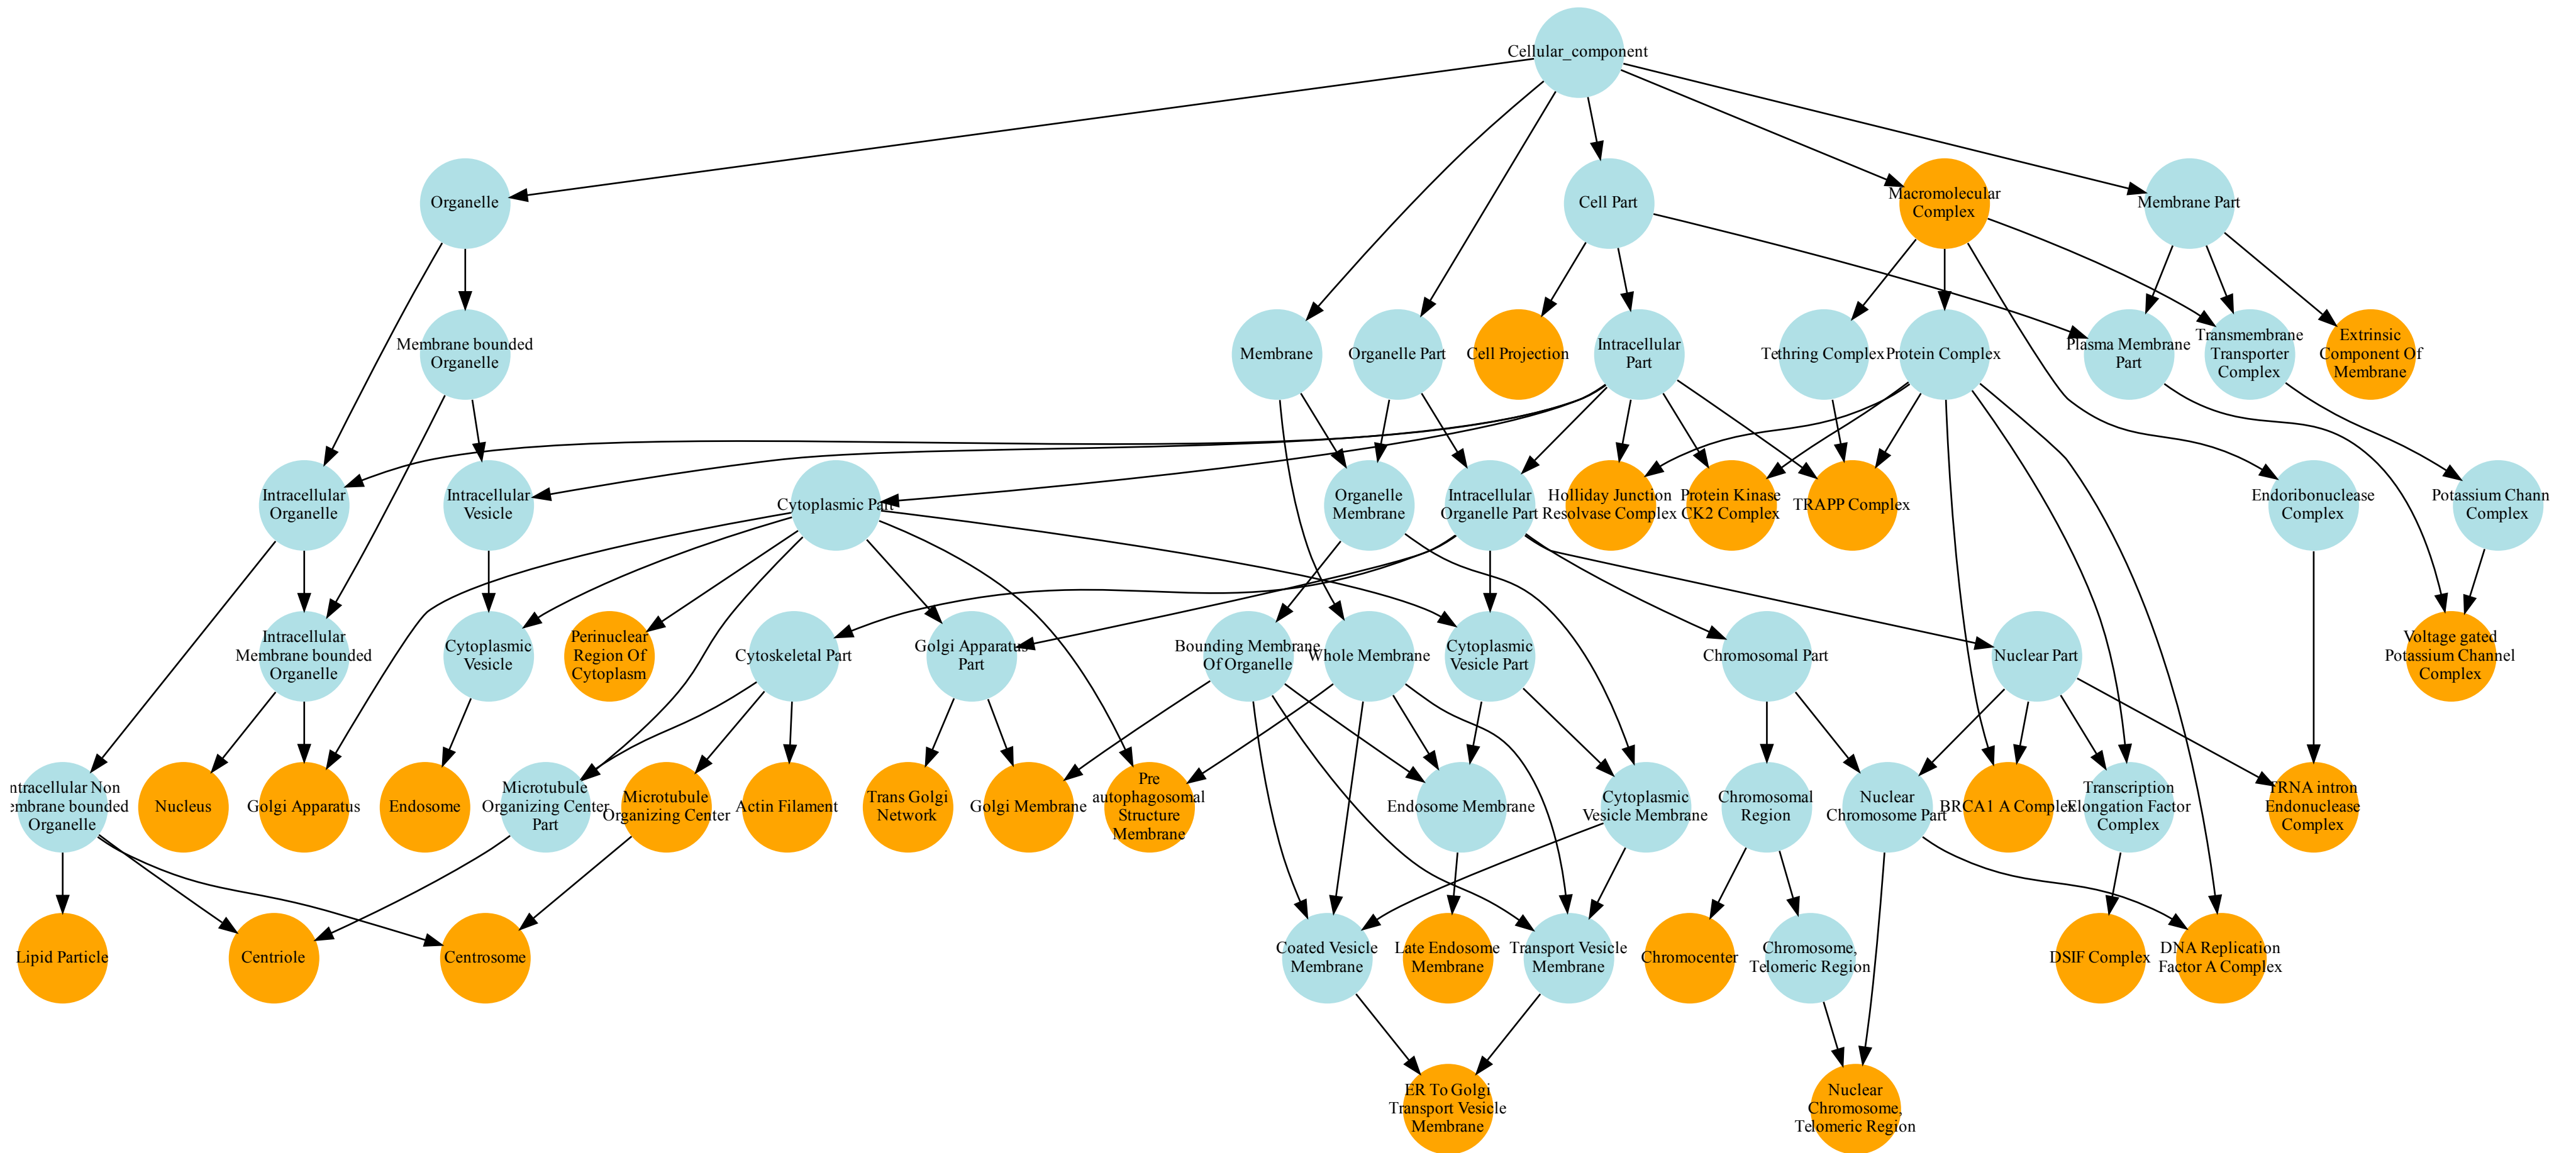 Cellular_component
Organelle
Cell Part
Macromolecular
Complex
Membrane Part
Membrane bounded
Organelle
Membrane
Organelle Part
Cell Projection
Intracellular
Part
Tethring Complex
Protein Complex
Plasma Membrane
Part
Transmembrane
Transporter
Complex
Extrinsic
Component Of
Membrane
Intracellular
Organelle
Intracellular
Vesicle
Cytoplasmic Part
Organelle
Membrane
Intracellular
Organelle Part
Holliday Junction
Resolvase Complex
Protein Kinase
CK2 Complex
TRAPP Complex
Endoribonuclease
Complex
Potassium Chann
Complex
Intracellular
Membrane bounded
Organelle
Cytoplasmic
Vesicle
Perinuclear
Region Of
Cytoplasm
Cytoskeletal Part
Golgi Apparatus
Part
Bounding Membrane
Of Organelle
Whole Membrane
Cytoplasmic
Vesicle Part
Chromosomal Part
Nuclear Part
Voltage gated
Potassium Channel
Complex
ntracellular Non
embrane bounded
Organelle
Nucleus
Golgi Apparatus
Endosome
Microtubule
Organizing Center
Part
Microtubule
Organizing Center
Actin Filament
Trans Golgi
Network
Golgi Membrane
Pre
autophagosomal
Structure
Membrane
Endosome Membrane
Cytoplasmic
Vesicle Membrane
Chromosomal
Region
Nuclear
Chromosome Part
BRCA1 A Complex
Transcription
Elongation Factor
Complex
TRNA intron
Endonuclease
Complex
Lipid Particle
Centriole
Centrosome
Coated Vesicle
Membrane
Late Endosome
Membrane
Transport Vesicle
Membrane
Chromocenter
Chromosome,
Telomeric Region
DSIF Complex
DNA Replication
Factor A Complex
ER To Golgi
Transport Vesicle
Membrane
Nuclear
Chromosome,
Telomeric Region